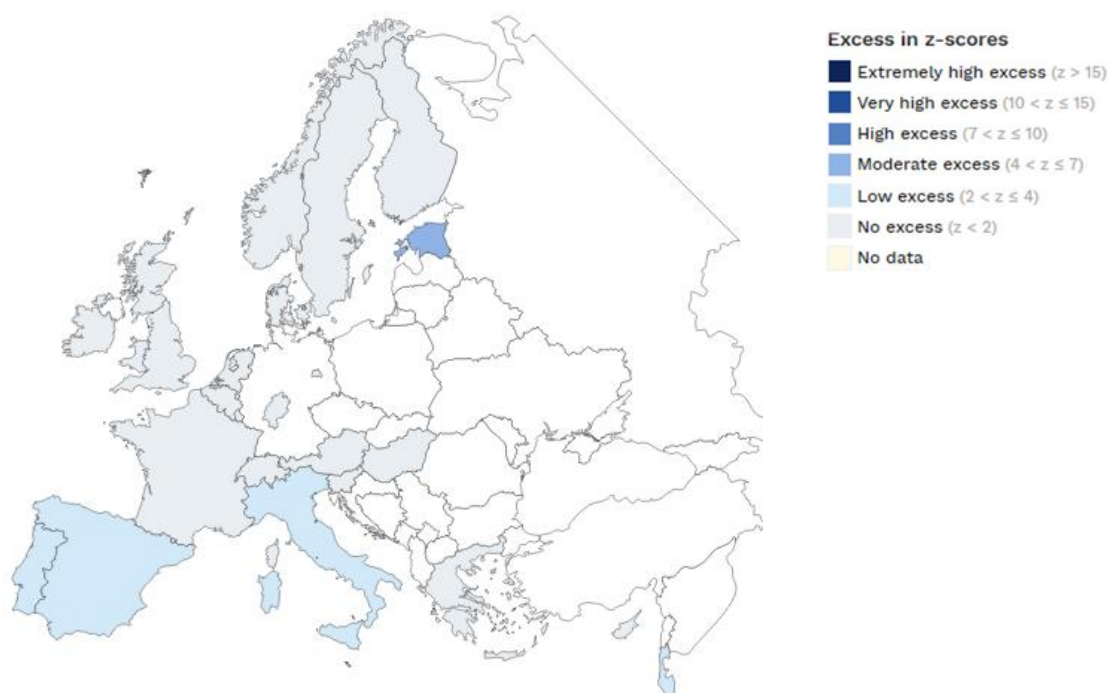 Excess in z-scores
Extremely high excess (z > 15)
Very high excess (10 < z ≤ 15)
High excess (7 < z ≤ 10)
Moderate excess (4 < z ≤ 7)
Low excess (2 < z ≤ 4)
No excess (z < 2)
No data